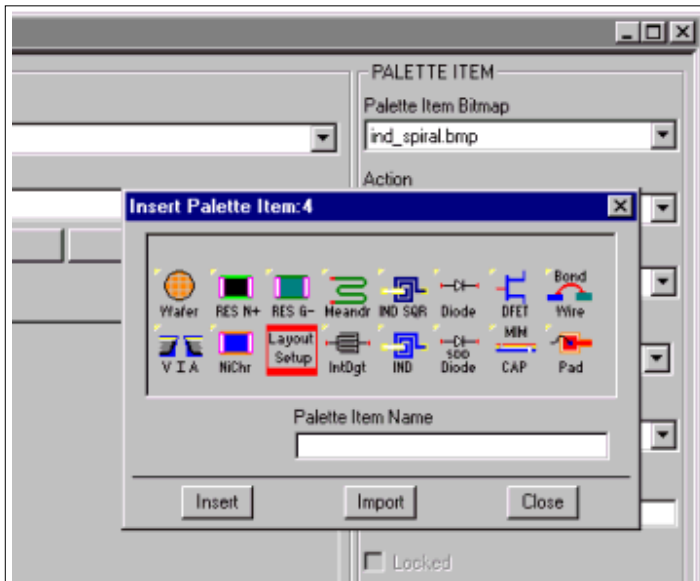 PALETTE ITEM
Palette Item Bitmap
ind_spiral.bmp
Action
Insert Palette Item:4
Wafer RES N+ RES G- Meandr IND SQR Diode DFET Bond Wire
V I A NiChr Layout Setup IntDgt IND SDD Diode MIM CAP Pad
Palette Item Name
Insert Import Close
Locked